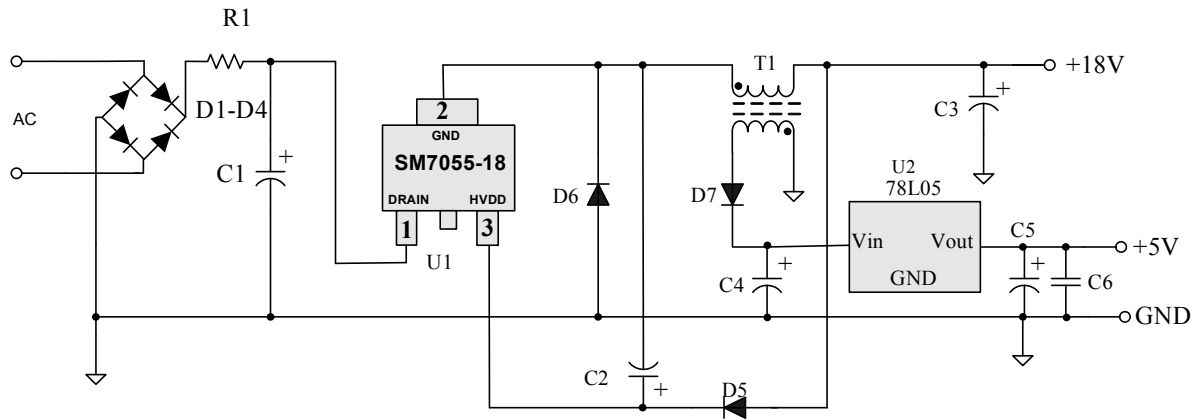 R1
T1
+18V
D1-D4
AC
C1
+
2
GND
SM7055-18
DRAIN
HVDD
1
3
U1
D6
D7
C3
+
U2
78L05
Vin
Vout
GND
C4
+
C5
+
C6
+5V
GND
C2
+
D5